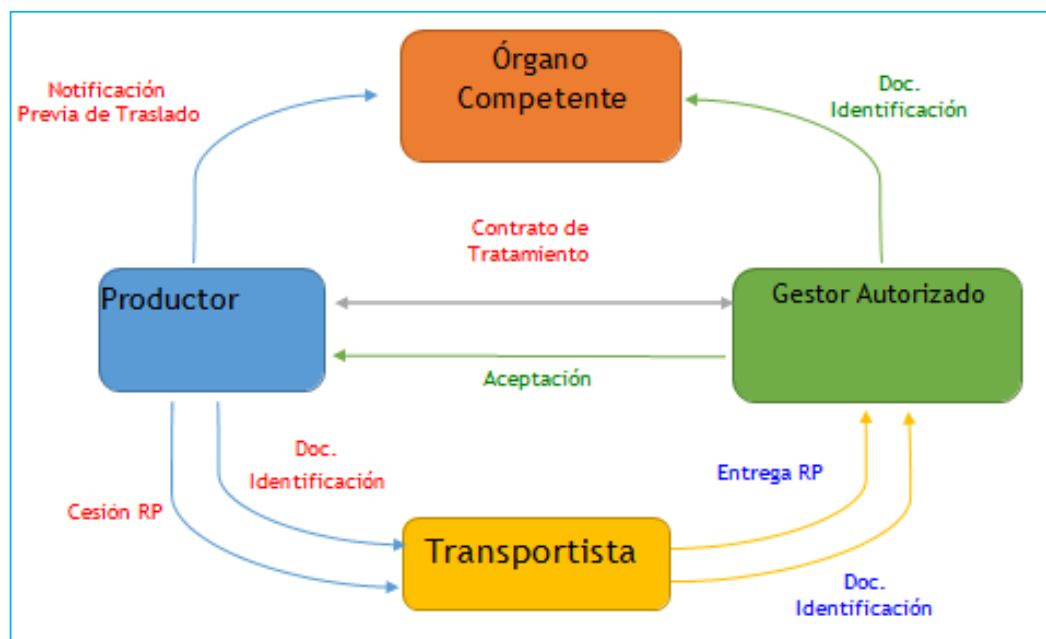 Órgano
Competente
Notificación
Previa de Traslado
Doc.
Identificación
Contrato de
Tratamiento
Productor
Gestor Autorizado
Aceptación
Doc.
Identificación
Cesión RP
Entrega RP
Transportista
Doc.
Identificación